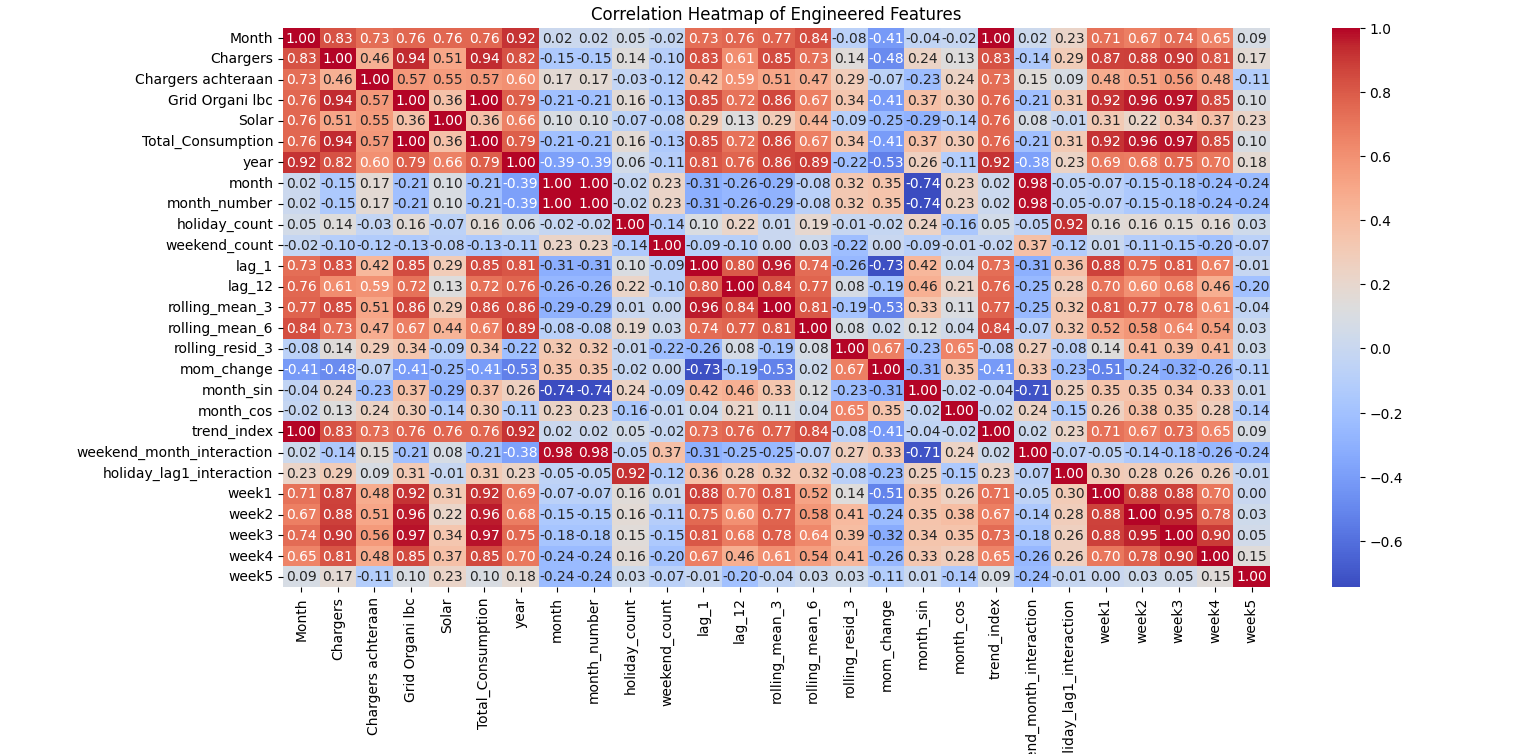 Correlation Heatmap of Engineered Features
Month 1.00 0.83 0.73 0.76 0.76 0.76 0.92 0.02 0.02 0.05 -0.02 0.73 0.76 0.77 0.84 -0.08 -0.41 -0.04 -0.02 1.00 0.02 0.23 0.71 0.67 0.74 0.65 0.09
Chargers 0.83 1.00 0.46 0.94 0.51 0.94 0.82 -0.15 -0.15 0.14 -0.10 0.83 0.61 0.85 0.73 0.14 -0.48 0.24 0.13 0.83 -0.14 0.29 0.87 0.88 0.90 0.81 0.17
Chargers achteraan 0.73 0.46 1.00 0.57 0.55 0.57 0.60 0.17 0.17 -0.03 -0.12 0.42 0.59 0.51 0.47 0.29 -0.07 -0.23 0.24 0.73 0.15 0.09 0.48 0.51 0.56 0.48 -0.11
Grid Organi lbc 0.76 0.94 0.57 1.00 0.36 1.00 0.79 -0.21 -0.21 0.16 -0.13 0.85 0.72 0.86 0.67 0.34 -0.41 0.37 0.30 0.76 -0.21 0.31 0.92 0.96 0.97 0.85 0.10
Solar 0.76 0.51 0.55 0.36 1.00 0.36 0.66 0.10 0.10 -0.07 -0.08 0.29 0.13 0.29 0.44 -0.09 -0.25 -0.29 -0.14 0.76 0.08 -0.01 0.31 0.22 0.34 0.37 0.23
Total_Consumption 0.76 0.94 0.57 1.00 0.36 1.00 0.79 -0.21 -0.21 0.16 -0.13 0.85 0.72 0.86 0.67 0.34 -0.41 0.37 0.30 0.76 -0.21 0.31 0.92 0.96 0.97 0.85 0.10
year 0.92 0.82 0.60 0.79 0.66 0.79 1.00 -0.39 -0.39 0.06 -0.11 0.81 0.76 0.86 0.89 -0.22 -0.53 0.26 -0.11 0.92 -0.38 0.23 0.69 0.68 0.75 0.70 0.18
month 0.02 -0.15 0.17 -0.21 0.10 -0.21 -0.39 1.00 1.00 -0.02 0.23 -0.31 -0.26 -0.29 -0.08 0.32 0.35 -0.74 0.23 0.02 0.98 -0.05 -0.07 -0.15 -0.18 -0.24 -0.24
month_number 0.02 -0.15 0.17 -0.21 0.10 -0.21 -0.39 1.00 1.00 -0.02 0.23 -0.31 -0.26 -0.29 -0.08 0.32 0.35 -0.74 0.23 0.02 0.98 -0.05 -0.07 -0.15 -0.18 -0.24 -0.24
holiday_count 0.05 0.14 -0.03 0.16 -0.07 0.16 0.06 -0.02 -0.02 1.00 -0.14 0.10 0.22 0.01 0.19 -0.01 -0.02 0.24 -0.16 0.05 -0.05 0.92 0.16 0.16 0.15 0.16 0.03
weekend_count -0.02 -0.10 -0.12 -0.13 -0.08 -0.13 -0.11 0.23 0.23 -0.14 1.00 -0.09 -0.10 0.00 0.03 -0.22 0.00 -0.09 -0.01 -0.02 0.37 -0.12 0.01 -0.11 -0.15 -0.20 -0.07
lag_1 0.73 0.83 0.42 0.85 0.29 0.85 0.81 -0.31 -0.31 0.10 -0.09 1.00 0.80 0.96 0.74 -0.26 -0.73 0.42 0.04 0.73 -0.31 0.36 0.88 0.75 0.81 0.67 -0.01
lag_12 0.76 0.61 0.59 0.72 0.13 0.72 0.76 -0.26 -0.26 0.22 -0.10 0.80 1.00 0.84 0.77 0.08 -0.19 0.46 0.21 0.76 -0.25 0.28 0.70 0.60 0.68 0.46 -0.20
rolling_mean_3 0.77 0.85 0.51 0.86 0.29 0.86 0.86 -0.29 -0.29 0.01 0.00 0.96 0.84 1.00 0.81 -0.19 -0.53 0.33 0.11 0.77 -0.25 0.32 0.81 0.77 0.78 0.61 -0.04
rolling_mean_6 0.84 0.73 0.47 0.67 0.44 0.67 0.89 -0.08 -0.08 0.19 0.03 0.74 0.77 0.81 1.00 0.08 0.02 0.12 0.04 0.84 -0.07 0.32 0.52 0.58 0.64 0.54 0.03
rolling_resid_3 -0.08 0.14 0.29 0.34 -0.09 0.34 -0.22 0.32 0.32 -0.01 -0.22 -0.26 0.08 -0.19 0.08 1.00 0.67 -0.23 0.65 -0.08 0.27 -0.08 0.14 0.41 0.39 0.41 0.03
mom_change -0.41 -0.48 -0.07 -0.41 -0.25 -0.41 -0.53 0.35 0.35 -0.02 0.00 -0.73 -0.19 -0.53 0.02 0.67 1.00 -0.31 0.35 -0.41 0.33 -0.23 -0.51 -0.24 -0.32 -0.26 -0.11
month_sin -0.04 0.24 -0.23 0.37 -0.29 0.37 0.26 -0.74 -0.74 0.24 -0.09 0.42 0.46 0.33 0.12 -0.23 -0.31 1.00 -0.02 -0.04 -0.71 0.25 0.35 0.35 0.34 0.33 0.01
month_cos -0.02 0.13 0.24 0.30 -0.14 0.30 -0.11 0.23 0.23 -0.16 -0.01 0.04 0.21 0.11 0.04 0.65 0.35 -0.02 1.00 -0.02 0.24 -0.15 0.26 0.38 0.35 0.28 -0.14
trend_index 1.00 0.83 0.73 0.76 0.76 0.76 0.92 0.02 0.02 0.05 -0.02 0.73 0.76 0.77 0.84 -0.08 -0.41 -0.04 -0.02 1.00 0.02 0.23 0.71 0.67 0.73 0.65 0.09
weekend_month_interaction 0.02 -0.14 0.15 -0.21 0.08 -0.21 -0.38 0.98 0.98 -0.05 0.37 -0.31 -0.25 -0.25 -0.07 0.27 0.33 -0.71 0.24 0.02 1.00 -0.07 -0.05 -0.14 -0.18 -0.26 -0.24
holiday_lag1_interaction 0.23 0.29 0.09 0.31 -0.01 0.31 0.23 -0.05 -0.05 0.92 -0.12 0.36 0.28 0.32 0.32 -0.08 -0.23 0.25 -0.15 0.23 -0.07 1.00 0.30 0.28 0.26 0.26 -0.01
week1 0.71 0.87 0.48 0.92 0.31 0.92 0.69 -0.07 -0.07 0.16 0.01 0.88 0.70 0.81 0.52 0.14 -0.51 0.35 0.26 0.71 -0.05 0.30 1.00 0.88 0.88 0.70 0.00
week2 0.67 0.88 0.51 0.96 0.22 0.96 0.68 -0.15 -0.15 0.16 -0.11 0.75 0.60 0.77 0.58 0.41 -0.24 0.35 0.38 0.67 -0.14 0.28 0.88 1.00 0.95 0.78 0.03
week3 0.74 0.90 0.56 0.97 0.34 0.97 0.75 -0.18 -0.18 0.15 -0.15 0.81 0.68 0.78 0.64 0.39 -0.32 0.34 0.35 0.73 -0.18 0.26 0.88 0.95 1.00 0.90 0.05
week4 0.65 0.81 0.48 0.85 0.37 0.85 0.70 -0.24 -0.24 0.16 -0.20 0.67 0.46 0.61 0.54 0.41 -0.26 0.33 0.28 0.65 -0.26 0.26 0.70 0.78 0.90 1.00 0.15
week5 0.09 0.17 -0.11 0.10 0.23 0.10 0.18 -0.24 -0.24 0.03 -0.07 -0.01 -0.20 -0.04 0.03 0.03 -0.11 0.01 -0.14 0.09 -0.24 -0.01 0.00 0.03 0.05 0.15 1.00
Month
Chargers
Chargers achteraan
Grid Organi lbc
Solar
Total_Consumption
year
month
month_number
holiday_count
weekend_count
lag_1
lag_12
rolling_mean_3
rolling_mean_6
rolling_resid_3
mom_change
month_sin
month_cos
trend_index
end_month_interaction
liday_lag1_interaction
week1
week2
week3
week4
week5
1.0
0.8
0.6
0.4
0.2
0.0
−0.2
−0.4
−0.6